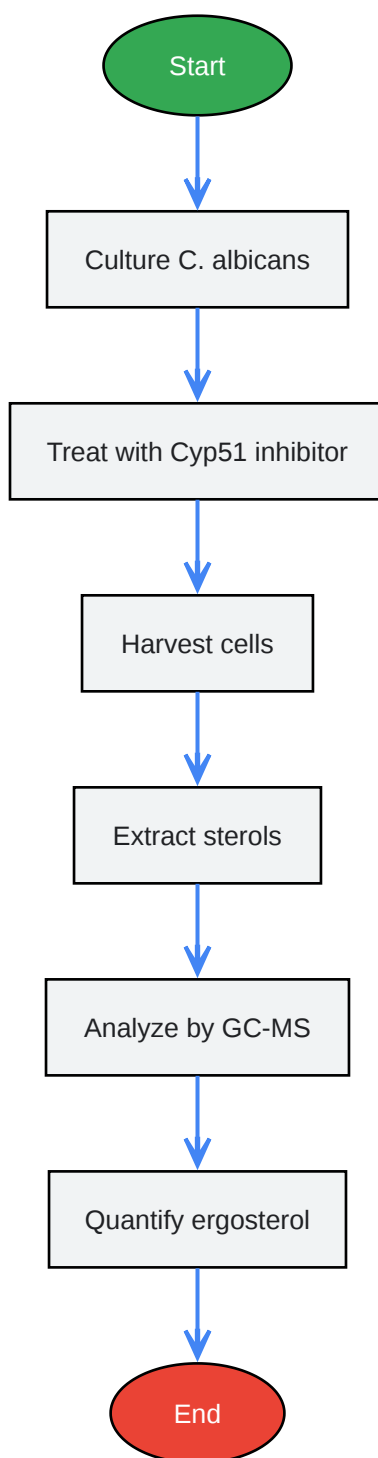 Start
Culture C. albicans
Treat with Cyp51 inhibitor
Harvest cells
Extract sterols
Analyze by GC-MS
Quantify ergosterol
End